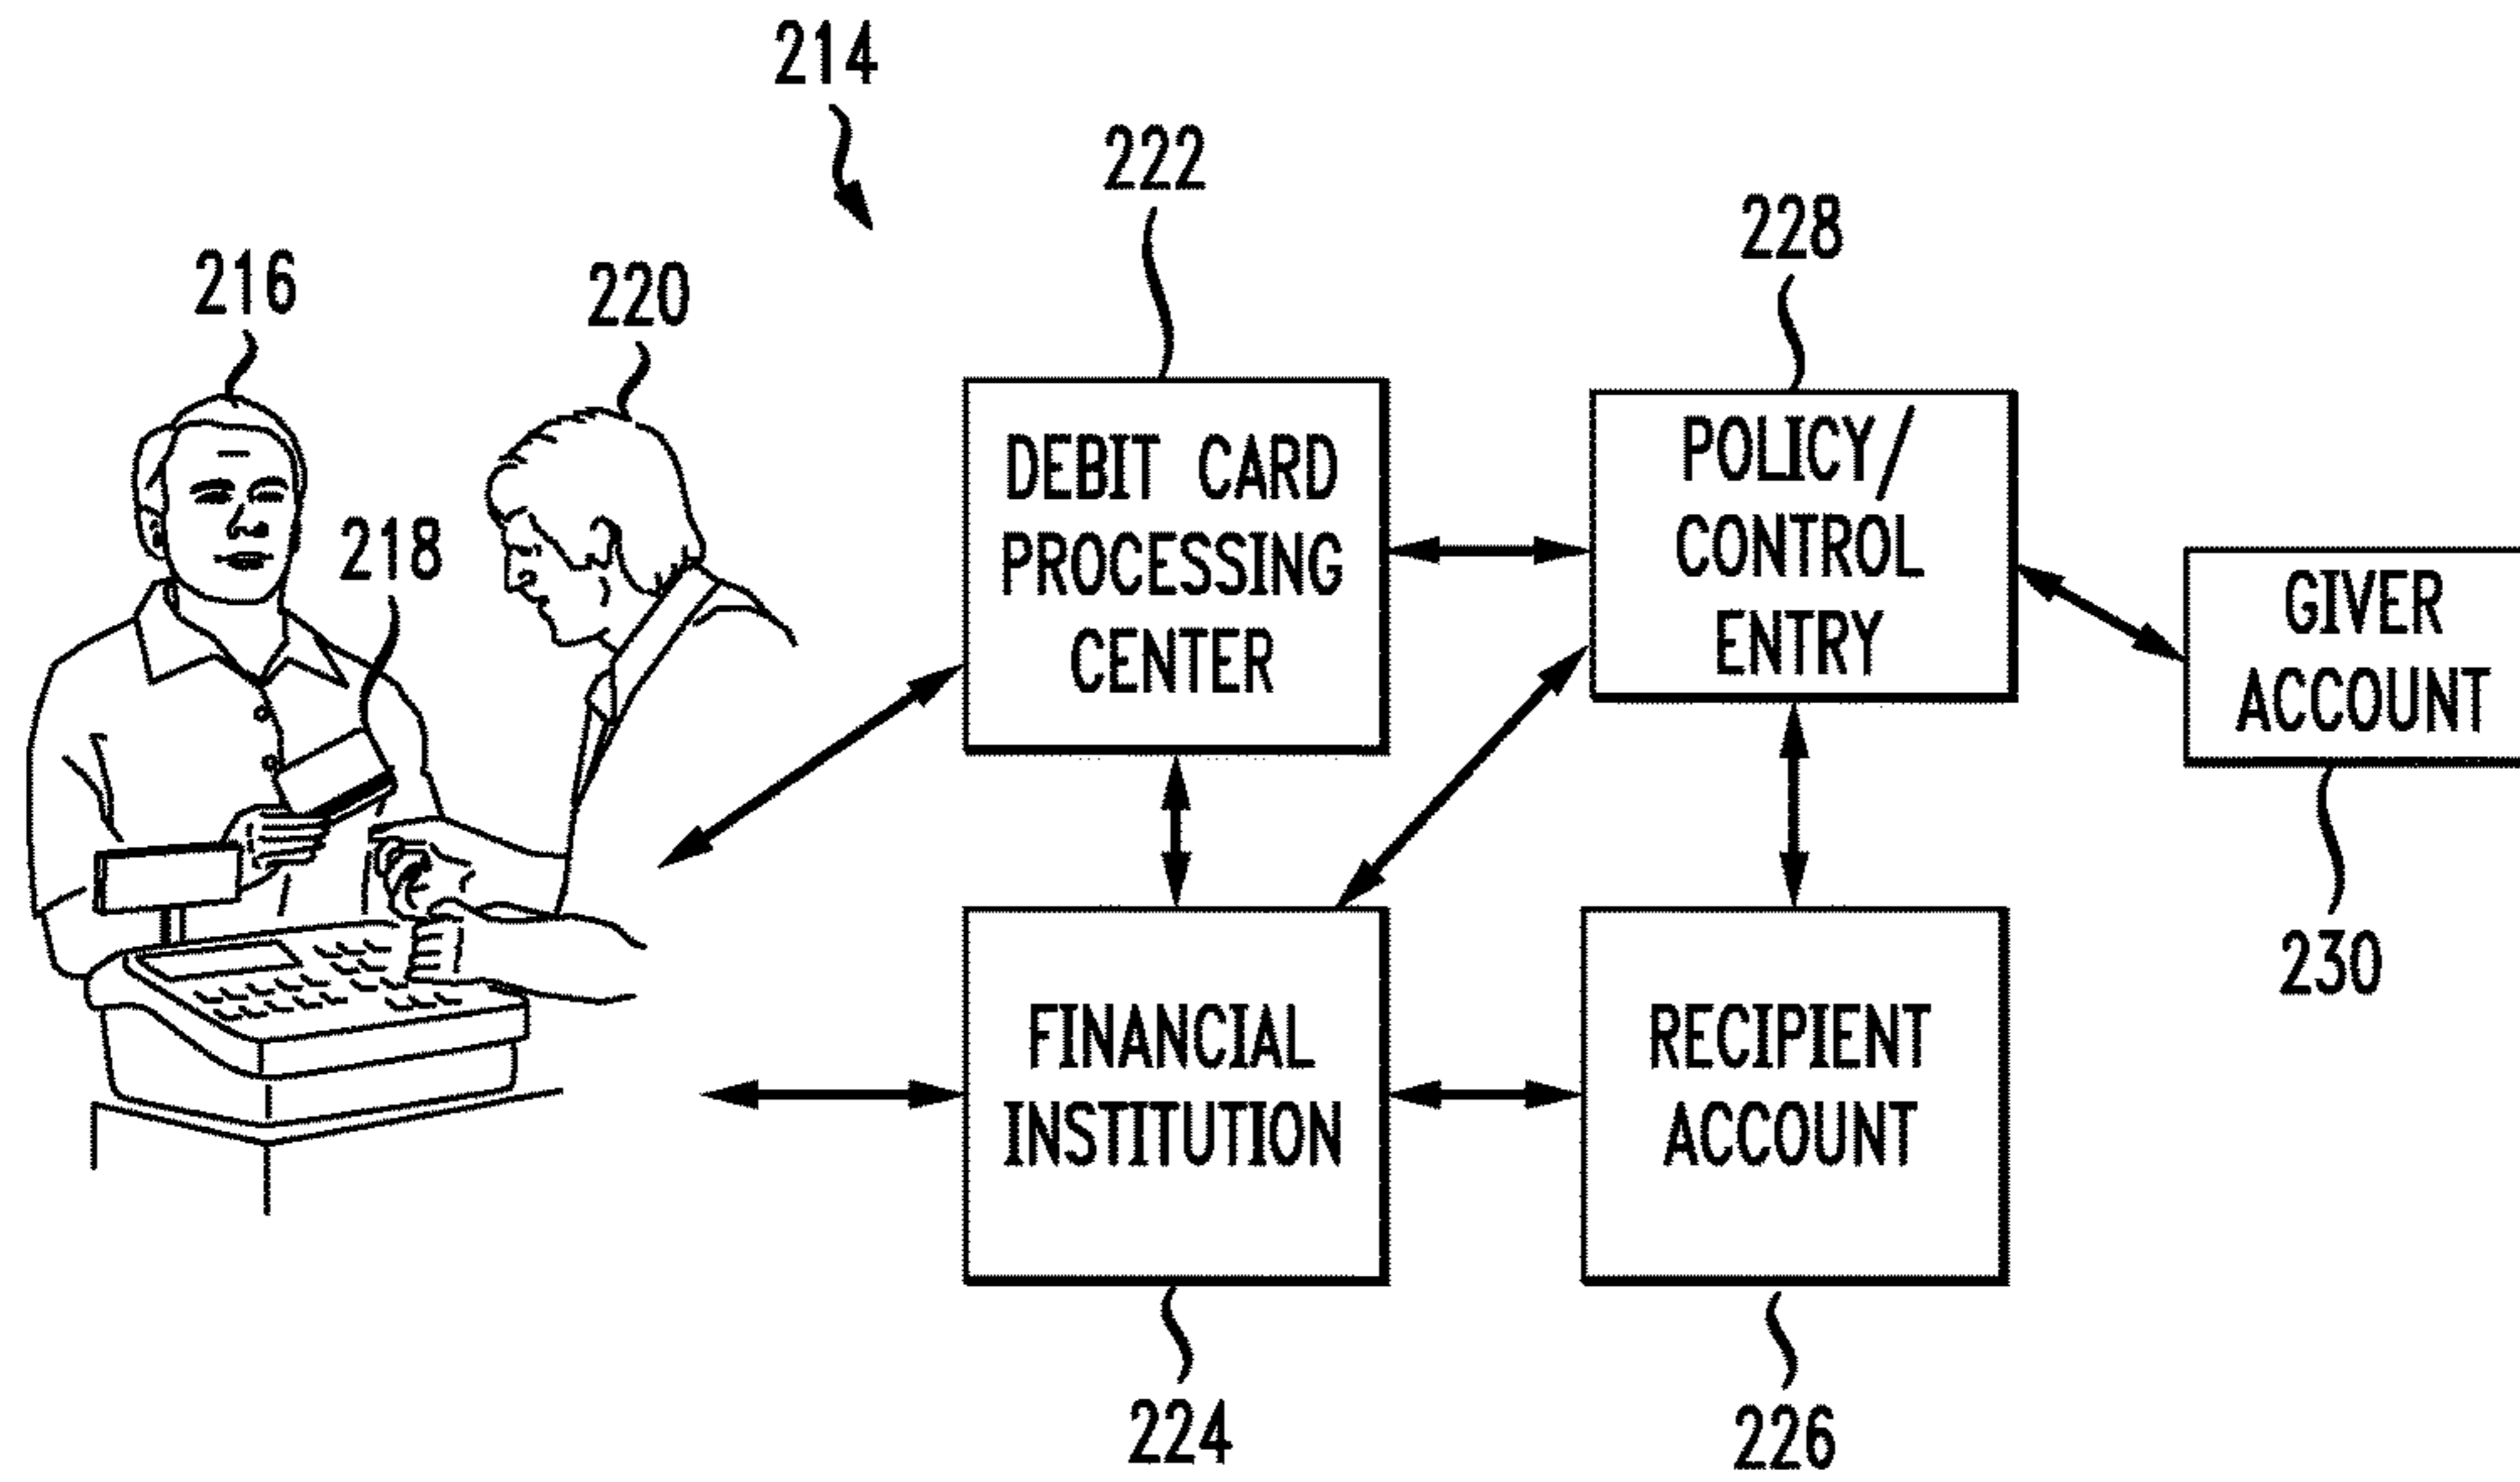 214
222
228
216
220
218
DEBIT CARD
PROCESSING
CENTER
POLICY/
CONTROL
ENTRY
GIVER
ACCOUNT
230
FINANCIAL
INSTITUTION
RECIPIENT
ACCOUNT
224
226